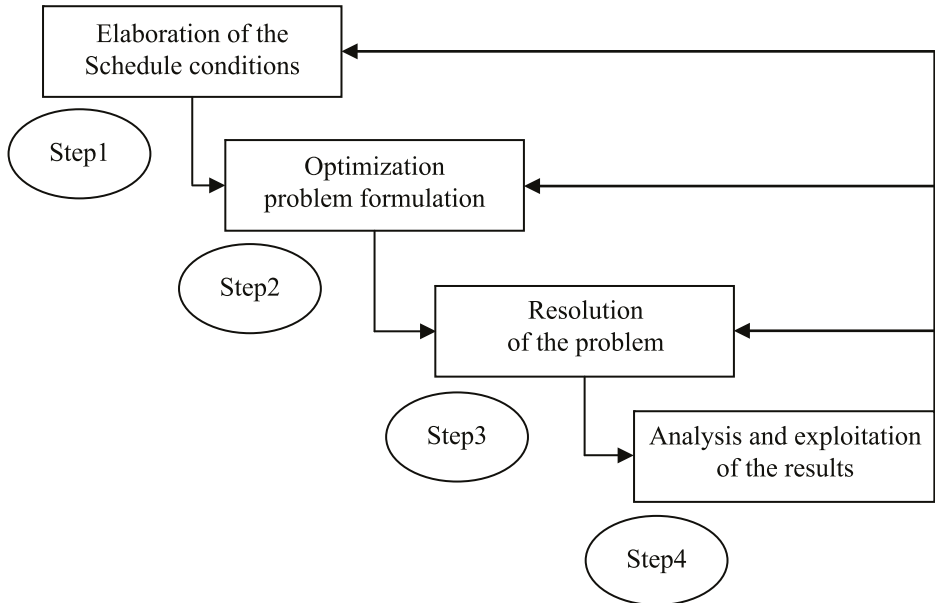 Elaboration of the
Schedule conditions
Step1
Optimization
problem formulation
Step2
Resolution
of the problem
Step3
Analysis and exploitation
of the results
Step4